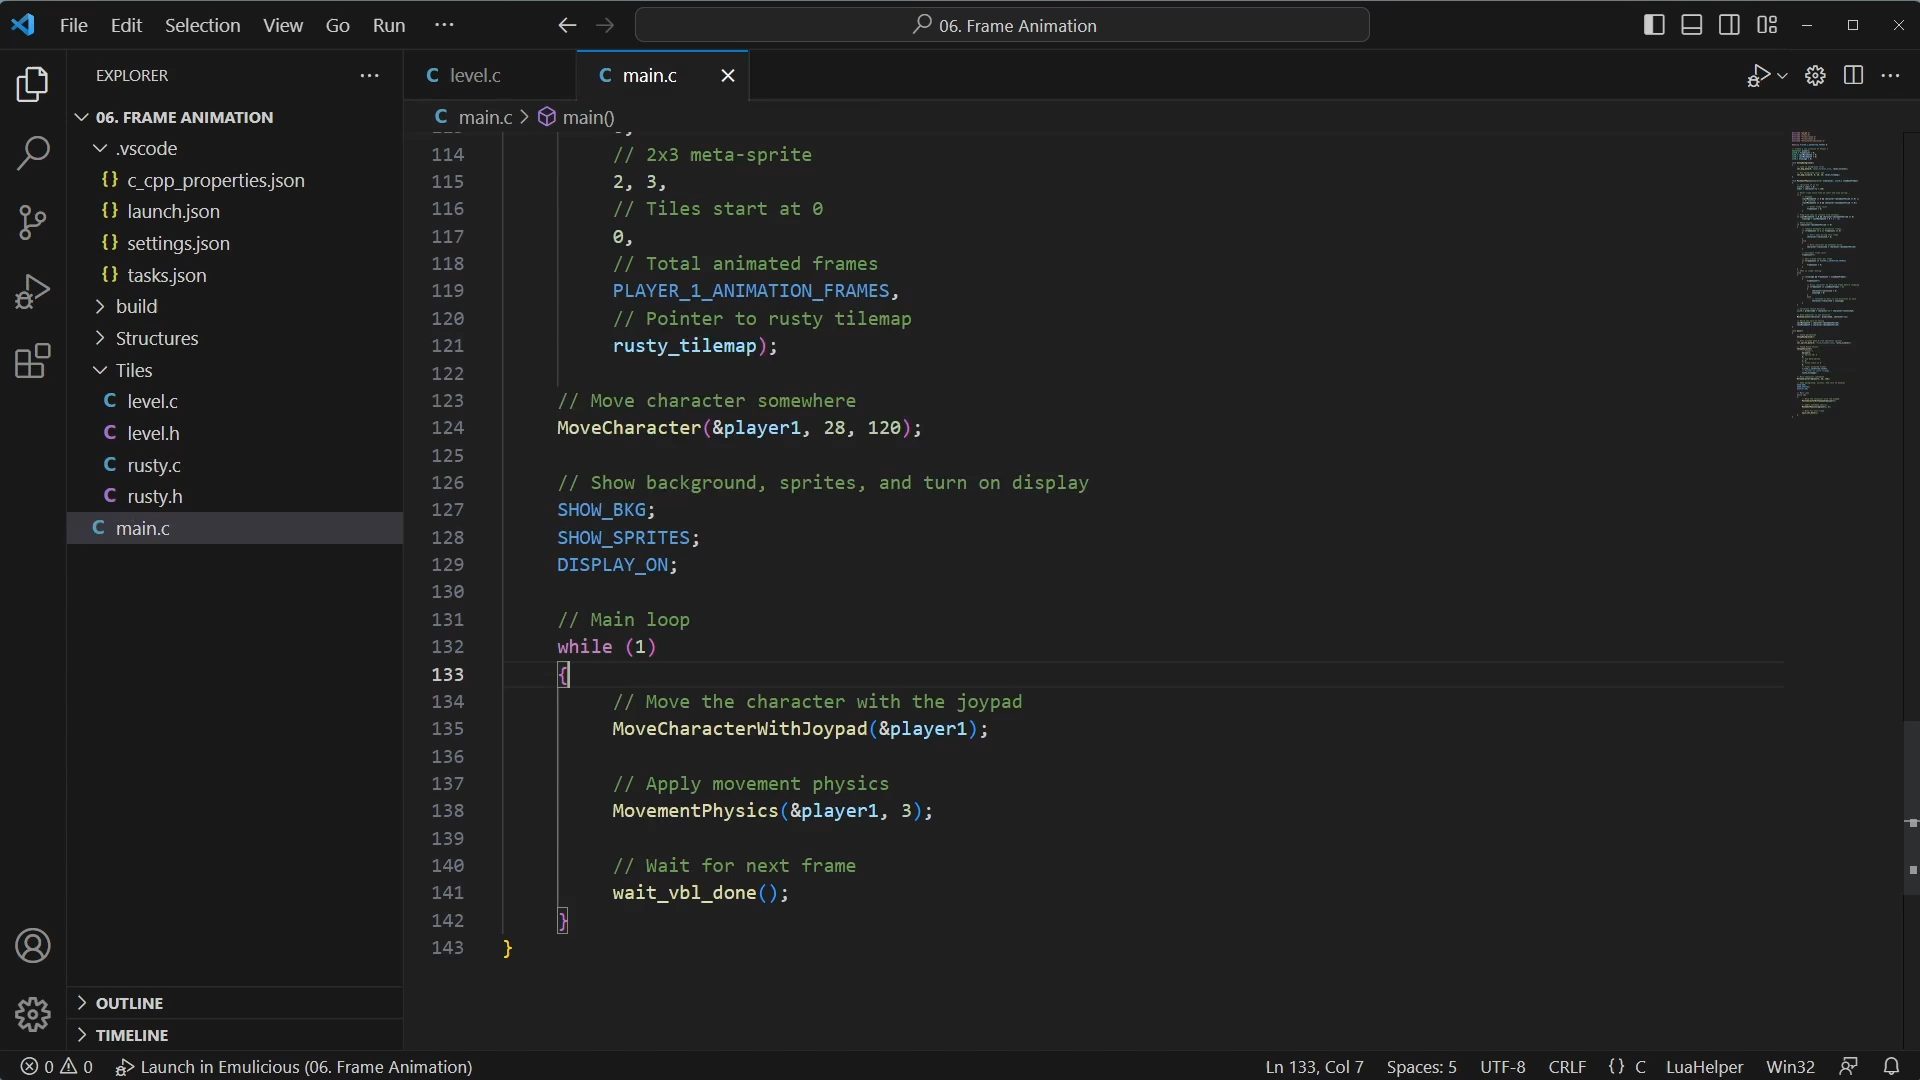 File Edit Selection View Go Run ··· 06. Frame Animation
EXPLORER ···
06. FRAME ANIMATION
.vscode
{} c_cpp_properties.json
{} launch.json
{} settings.json
{} tasks.json
build
Structures
Tiles
C level.c
C level.h
C rusty.c
C rusty.h
C main.c
OUTLINE
TIMELINE
C level.c C main.c
C main.c > main()
114 // 2x3 meta-sprite
115 2, 3,
116 // Tiles start at 0
117 0,
118 // Total animated frames
119 PLAYER_1_ANIMATION_FRAMES,
120 // Pointer to rusty tilemap
121 rusty_tilemap);
122
123 // Move character somewhere
124 MoveCharacter(&player1, 28, 120);
125
126 // Show background, sprites, and turn on display
127 SHOW_BKG;
128 SHOW_SPRITES;
129 DISPLAY_ON;
130
131 // Main loop
132 while (1)
133 {
134 // Move the character with the joypad
135 MoveCharacterWithJoypad(&player1);
136
137 // Apply movement physics
138 MovementPhysics(&player1, 3);
139
140 // Wait for next frame
141 wait_vbl_done();
142 }
143 }
0 0 Launch in Emulicious (06. Frame Animation) Ln 133, Col 7 Spaces: 5 UTF-8 CRLF {} C LuaHelper Win32